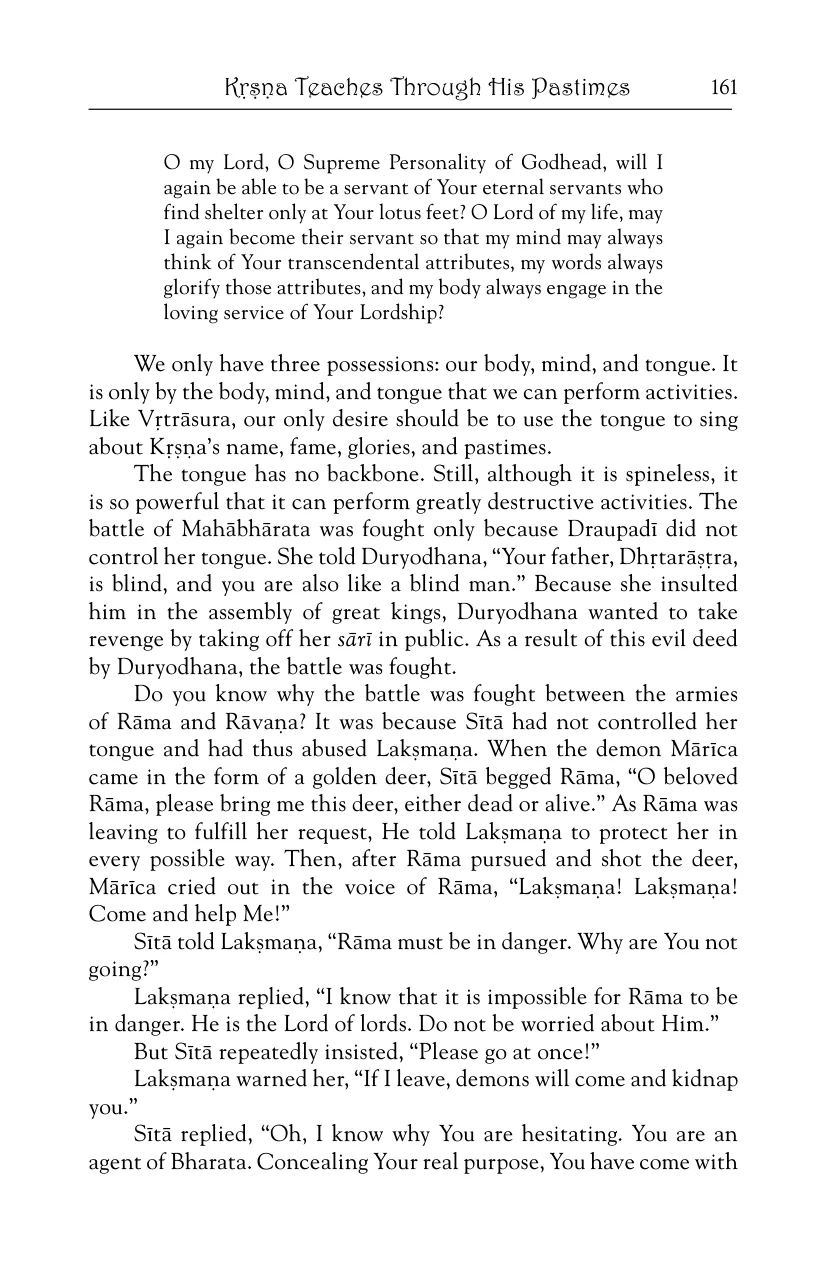 Kṛṣṇa Teaches Through His Pastimes 161
O my Lord, O Supreme Personality of Godhead, will I
again be able to be a servant of Your eternal servants who
find shelter only at Your lotus feet? O Lord of my life, may
I again become their servant so that my mind may always
think of Your transcendental attributes, my words always
glorify those attributes, and my body always engage in the
loving service of Your Lordship?
We only have three possessions: our body, mind, and tongue. It
is only by the body, mind, and tongue that we can perform activities.
Like Vṛtrāsura, our only desire should be to use the tongue to sing
about Kṛṣṇa’s name, fame, glories, and pastimes.
The tongue has no backbone. Still, although it is spineless, it
is so powerful that it can perform greatly destructive activities. The
battle of Mahābhārata was fought only because Draupadī did not
control her tongue. She told Duryodhana, “Your father, Dhṛtarāṣṭra,
is blind, and you are also like a blind man.” Because she insulted
him in the assembly of great kings, Duryodhana wanted to take
revenge by taking off her sārī in public. As a result of this evil deed
by Duryodhana, the battle was fought.
Do you know why the battle was fought between the armies
of Rāma and Rāvaṇa? It was because Sītā had not controlled her
tongue and had thus abused Lakṣmaṇa. When the demon Mārīca
came in the form of a golden deer, Sītā begged Rāma, “O beloved
Rāma, please bring me this deer, either dead or alive.” As Rāma was
leaving to fulfill her request, He told Lakṣmaṇa to protect her in
every possible way. Then, after Rāma pursued and shot the deer,
Mārīca cried out in the voice of Rāma, “Lakṣmaṇa! Lakṣmaṇa!
Come and help Me!”
Sītā told Lakṣmaṇa, “Rāma must be in danger. Why are You not
going?”
Lakṣmaṇa replied, “I know that it is impossible for Rāma to be
in danger. He is the Lord of lords. Do not be worried about Him.”
But Sītā repeatedly insisted, “Please go at once!”
Lakṣmaṇa warned her, “If I leave, demons will come and kidnap
you.”
Sītā replied, “Oh, I know why You are hesitating. You are an
agent of Bharata. Concealing Your real purpose, You have come with